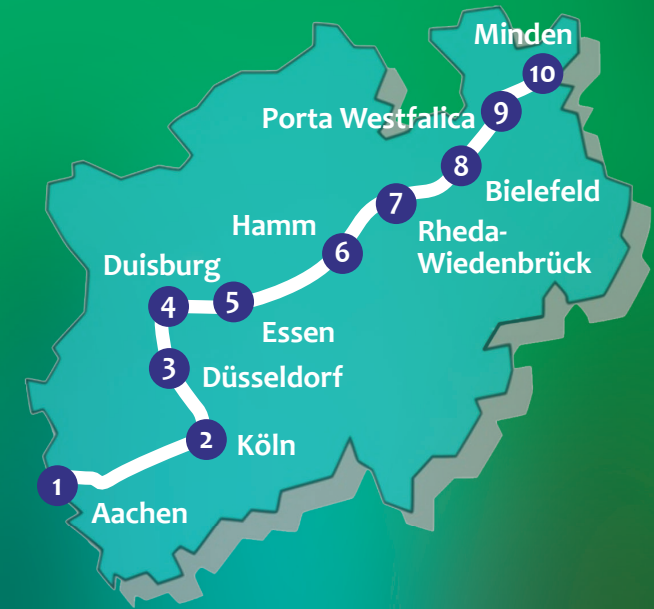 Minden
10
9
Porta Westfalica
8
Bielefeld
7
Rheda-
Wiedenbrück
Hamm
6
Duisburg
4
5
Essen
3
Düsseldorf
2
Köln
1
Aachen